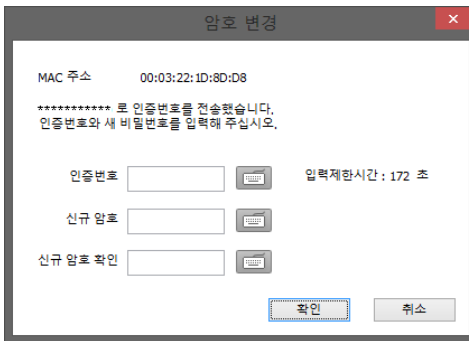 암호 변경
MAC 주소 00:03:22:1D:8D:D8
*********** 로 인증번호를 전송했습니다.
인증번호와 새 비밀번호를 입력해 주십시오.
인증번호 입력제한시간 : 172 초
신규 암호
신규 암호 확인
확인 취소